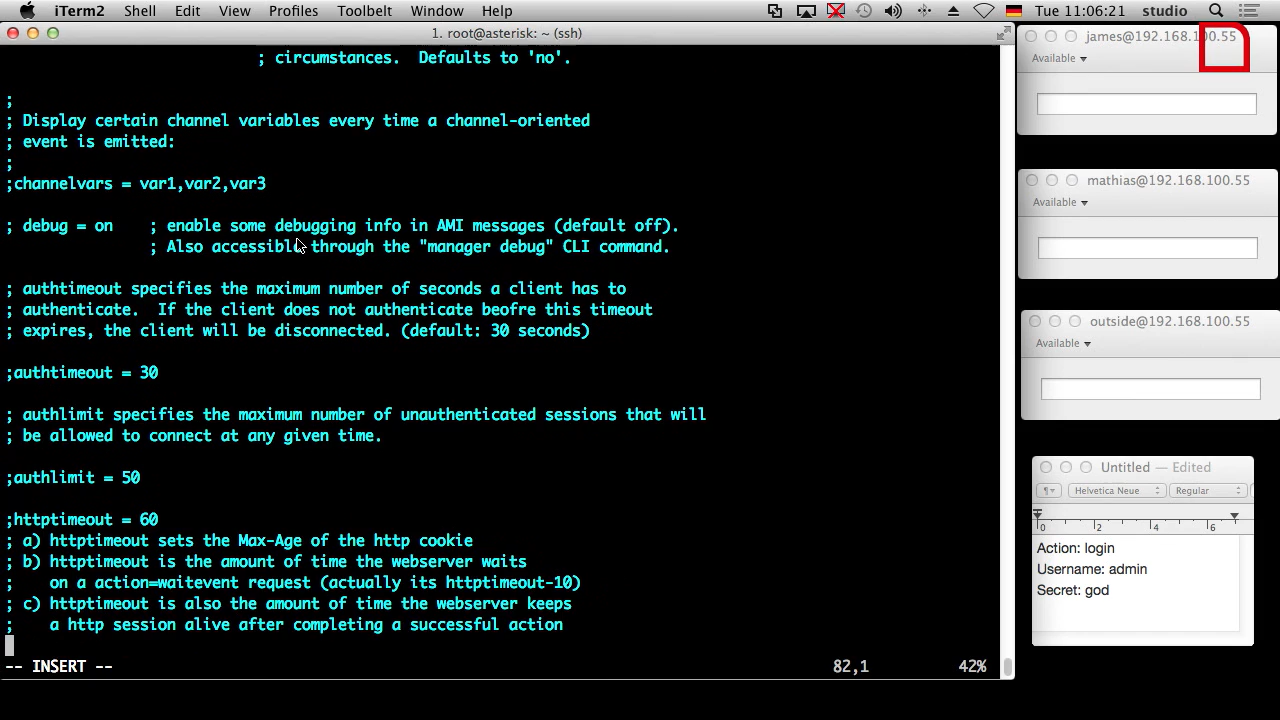 iTerm2 Shell Edit View Profiles Toolbelt Window Help Tue 11:06:21 studio
1. root@asterisk: ~ (ssh)
; circumstances.  Defaults to 'no'.
;
; Display certain channel variables every time a channel-oriented
; event is emitted:
;
;channelvars = var1,var2,var3
; debug = on    ; enable some debugging info in AMI messages (default off).
; Also accessible through the "manager debug" CLI command.
; authtimeout specifies the maximum number of seconds a client has to
; authenticate.  If the client does not authenticate beofre this timeout
; expires, the client will be disconnected. (default: 30 seconds)
;authtimeout = 30
; authlimit specifies the maximum number of unauthenticated sessions that will
; be allowed to connect at any given time.
;authlimit = 50
;httptimeout = 60
; a) httptimeout sets the Max-Age of the http cookie
; b) httptimeout is the amount of time the webserver waits
;    on a action=waitevent request (actually its httptimeout-10)
; c) httptimeout is also the amount of time the webserver keeps
;    a http session alive after completing a successful action
-- INSERT -- 82,1 42%
james@192.168.100.55
Available
mathias@192.168.100.55
Available
outside@192.168.100.55
Available
Untitled — Edited
Helvetica Neue Regular
0 2 4 6
Action: login
Username: admin
Secret: god